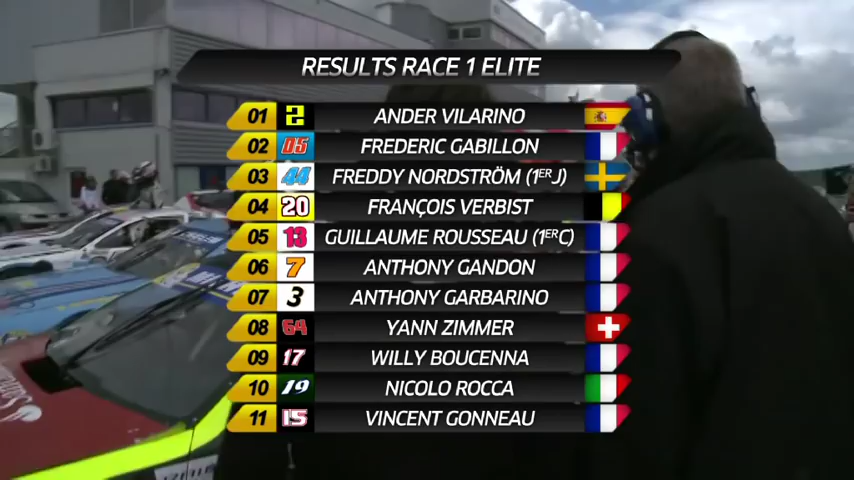 RESULTS RACE 1 ELITE
01 2 ANDER VILARINO
02 05 FREDERIC GABILLON
03 44 FREDDY NORDSTRÖM (1ER J)
04 20 FRANÇOIS VERBIST
05 13 GUILLAUME ROUSSEAU (1ERC)
06 7 ANTHONY GANDON
07 3 ANTHONY GARBARINO
08 64 YANN ZIMMER
09 17 WILLY BOUCENNA
10 19 NICOLO ROCCA
11 15 VINCENT GONNEAU